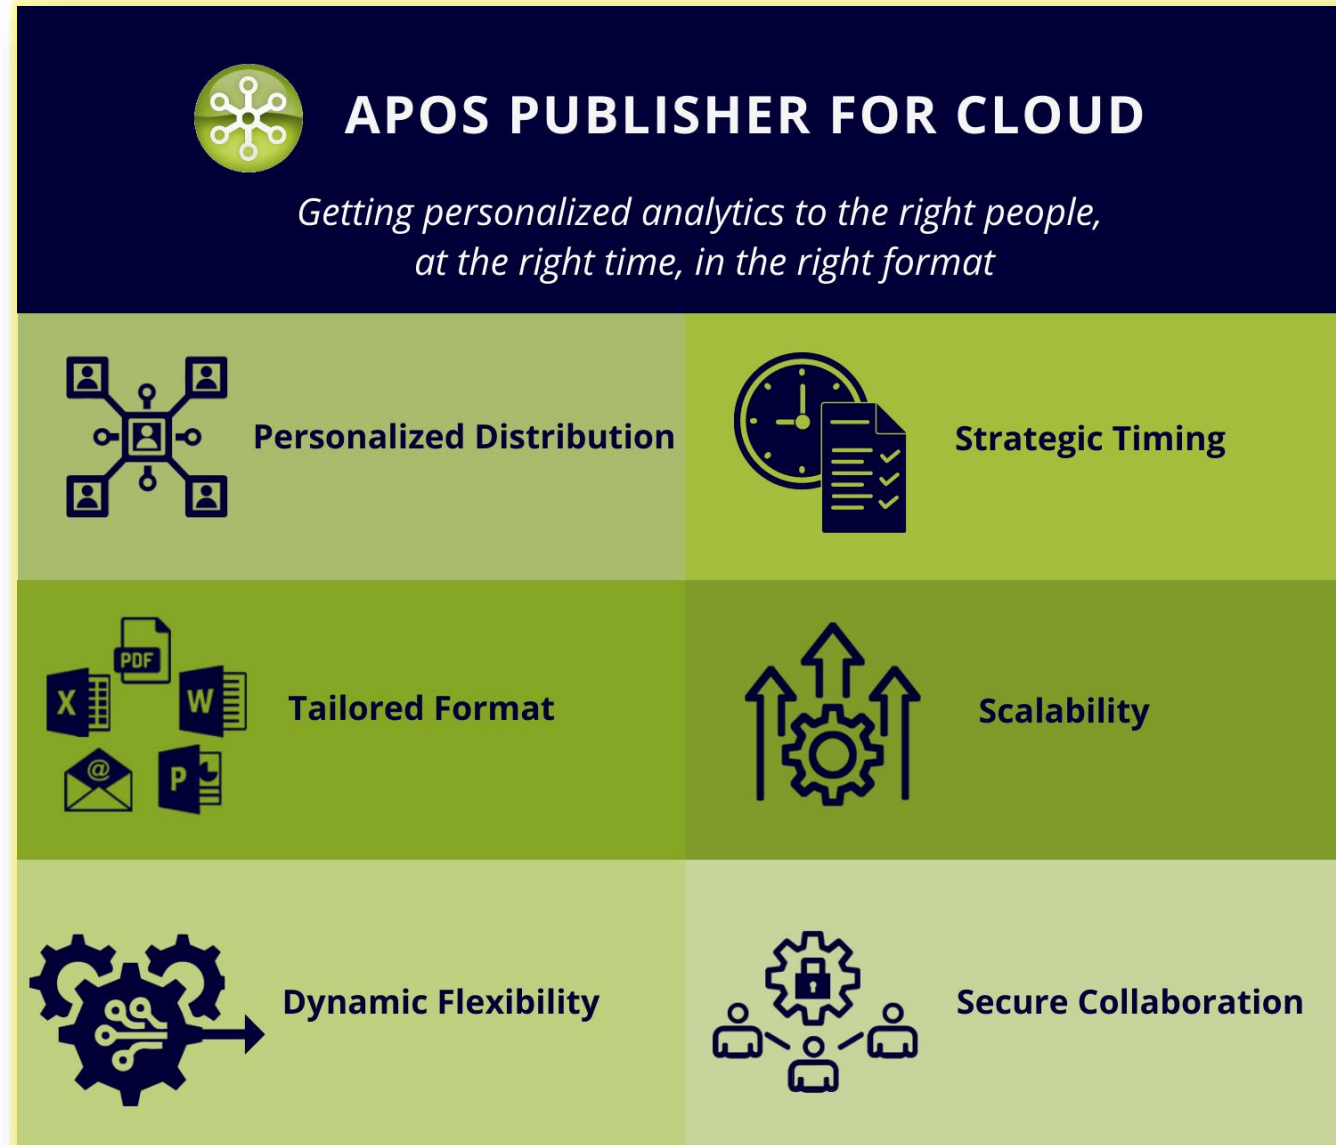 APOS PUBLISHER FOR CLOUD
Getting personalized analytics to the right people,
at the right time, in the right format
Personalized Distribution
Strategic Timing
PDF
X
W
@
P
Tailored Format
Scalability
Dynamic Flexibility
Secure Collaboration